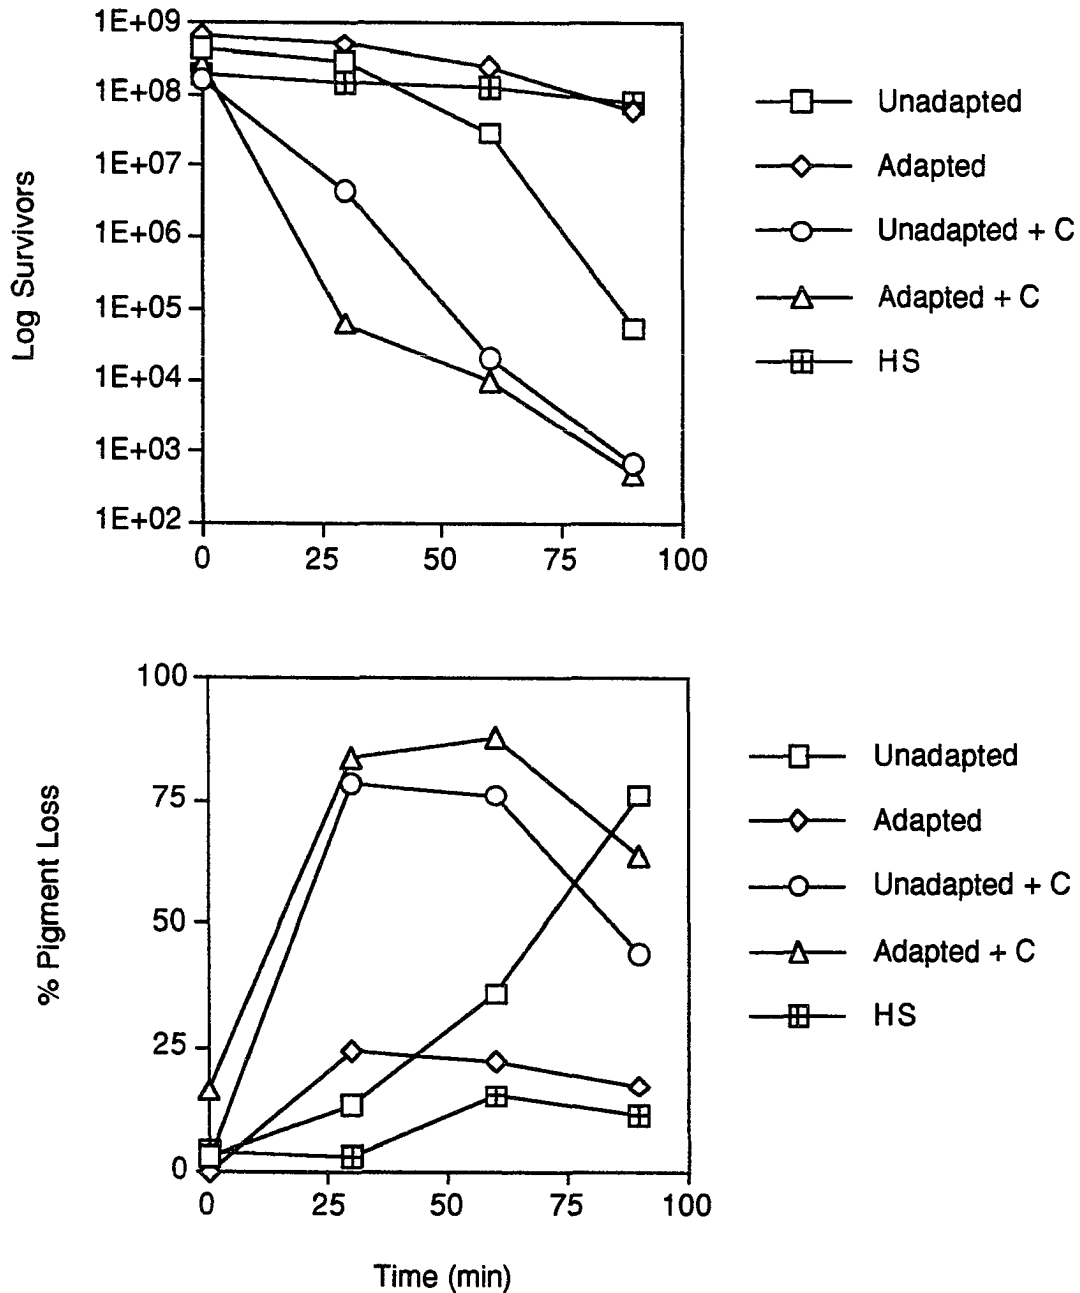 Log Survivors
1E+09
1E+08
1E+07
1E+06
1E+05
1E+04
1E+03
1E+02
0 25 50 75 100
Unadapted
Adapted
Unadapted + C
Adapted + C
HS
% Pigment Loss
100
75
50
25
0
0 25 50 75 100
Time (min)
Unadapted
Adapted
Unadapted + C
Adapted + C
HS